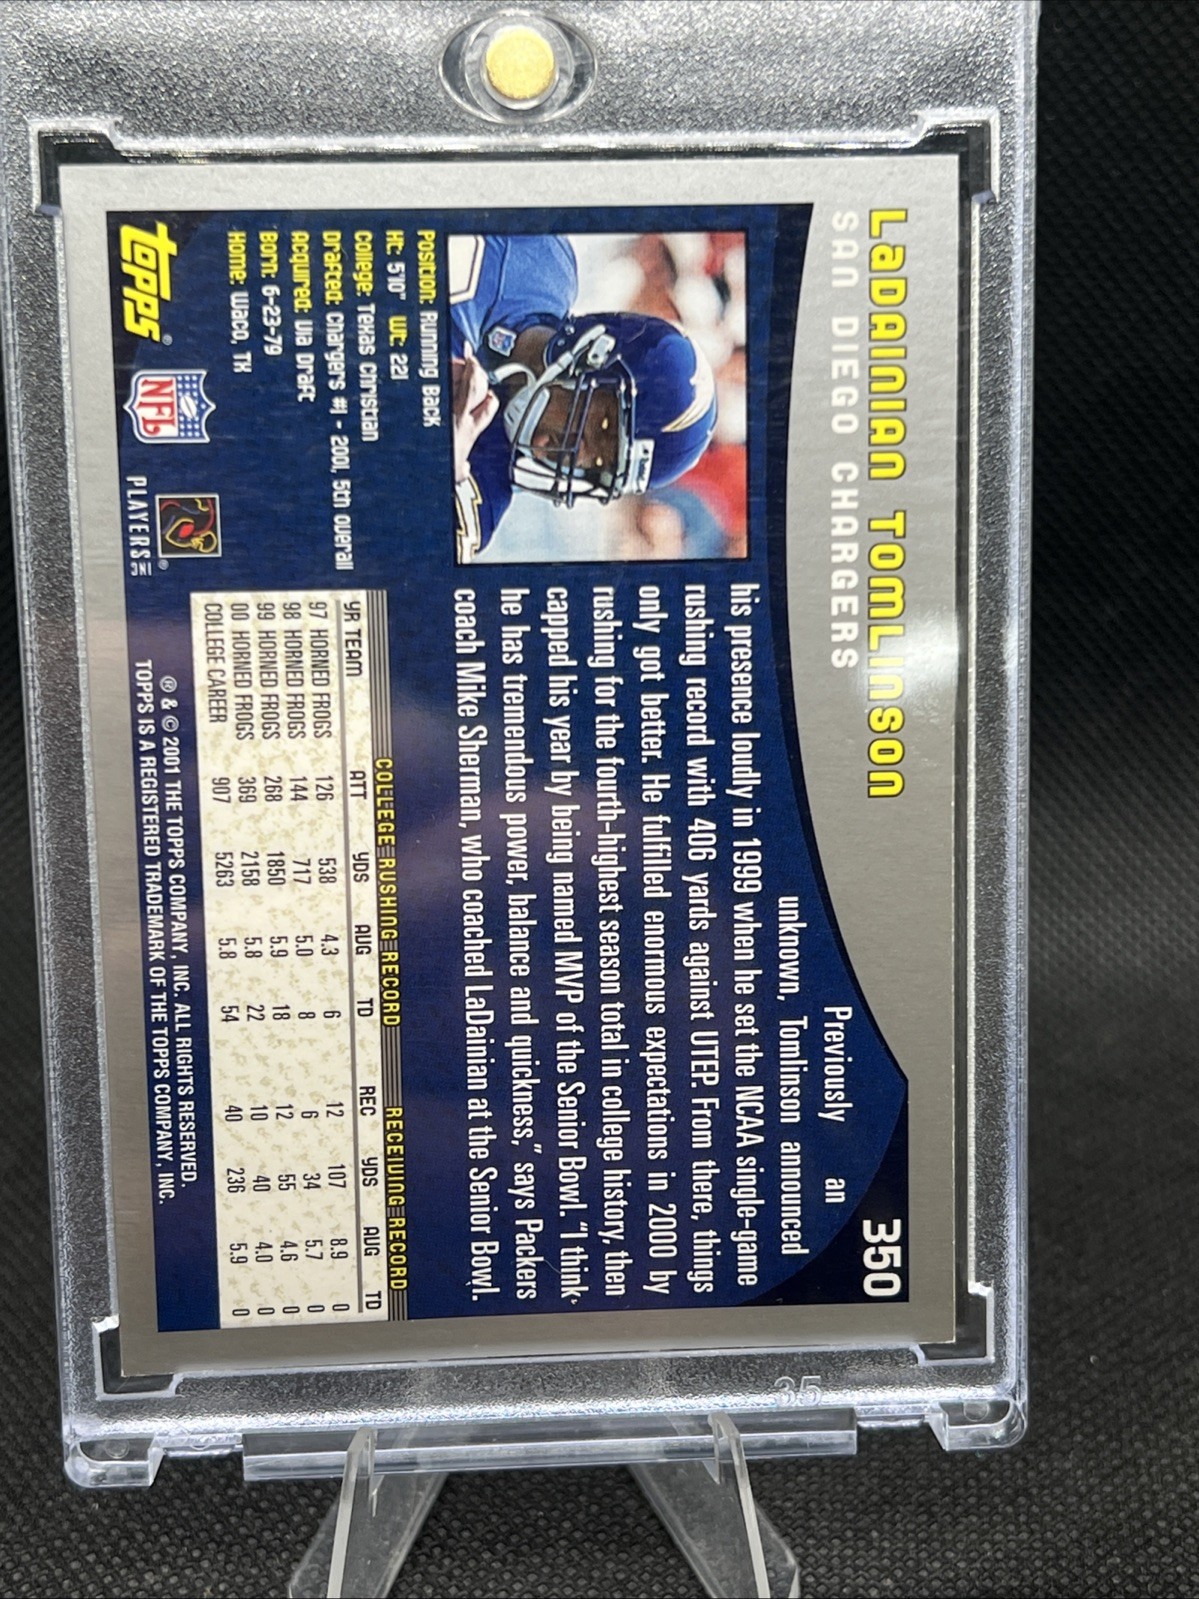 LaDAINIAN TOMLINSON
SAN DIEGO CHARGERS
350
Previously an
unknown, Tomlinson announced
his presence loudly in 1999 when he set the NCAA single-game
rushing record with 406 yards against UTEP. From there, things
only got better. He fulfilled enormous expectations in 2000 by
rushing for the fourth-highest season total in college history, then
capped his year by being named MVP of the Senior Bowl. "I think
he has tremendous power, balance and quickness," says Packers
coach Mike Sherman, who coached LaDainian at the Senior Bowl.
Position: Running Back
Ht: 5'10" Wt: 221
College: Texas Christian
Drafted: Chargers #1 - 2001, 5th overall
Acquired: Via Draft
Born: 6-23-79
Home: Waco, TX
COLLEGE RUSHING RECORD RECEIVING RECORD
YR TEAM ATT YDS AVG TD REC YDS AVG TD
97 HORNED FROGS 126 538 4.3 6 12 107 8.9 0
98 HORNED FROGS 144 717 5.0 8 6 34 5.7 0
99 HORNED FROGS 268 1850 5.9 18 12 55 4.6 0
00 HORNED FROGS 369 2158 5.8 22 10 40 4.0 0
COLLEGE CAREER 907 5263 5.8 54 40 236 5.9 0
topps®
NFL
PLAYERS INC ®
® & © 2001 THE TOPPS COMPANY, INC. ALL RIGHTS RESERVED.
TOPPS IS A REGISTERED TRADEMARK OF THE TOPPS COMPANY, INC.
35